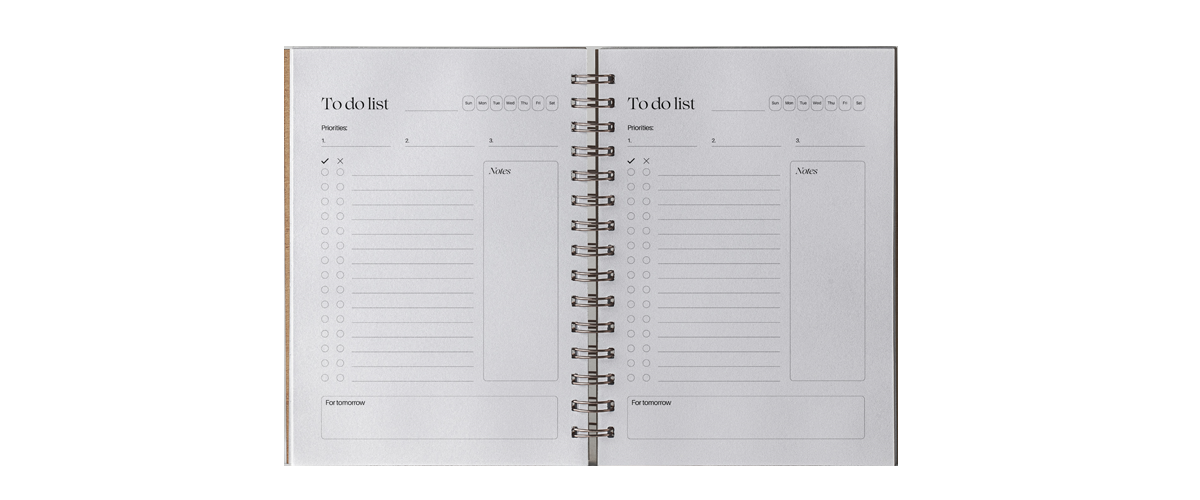 To do list Sun Mon Tue Wed Thu Fri Sat
Priorities:
1. 2. 3.
Notes
For tomorrow
To do list Sun Mon Tue Wed Thu Fri Sat
Priorities:
1. 2. 3.
Notes
For tomorrow